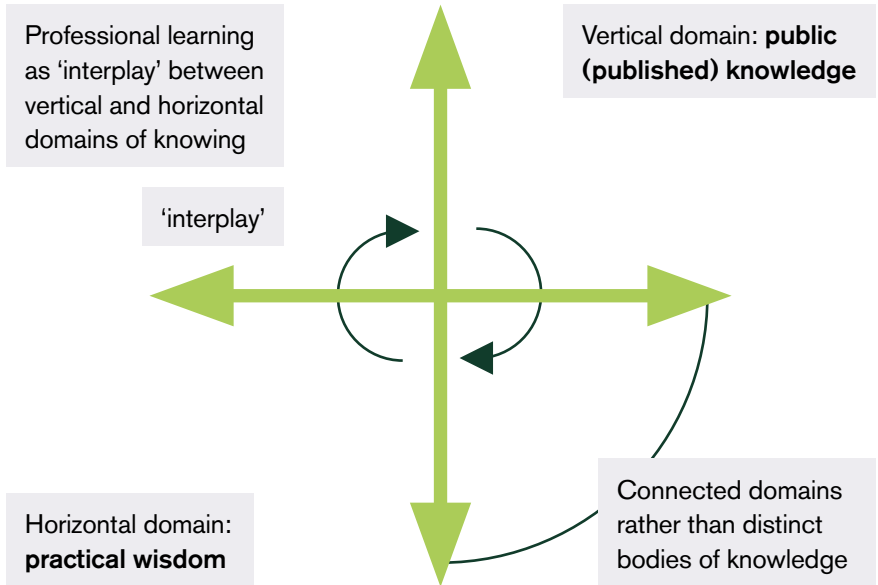 Professional learning
as ‘interplay’ between
vertical and horizontal
domains of knowing
Vertical domain: public
(published) knowledge
‘interplay’
Horizontal domain:
practical wisdom
Connected domains
rather than distinct
bodies of knowledge